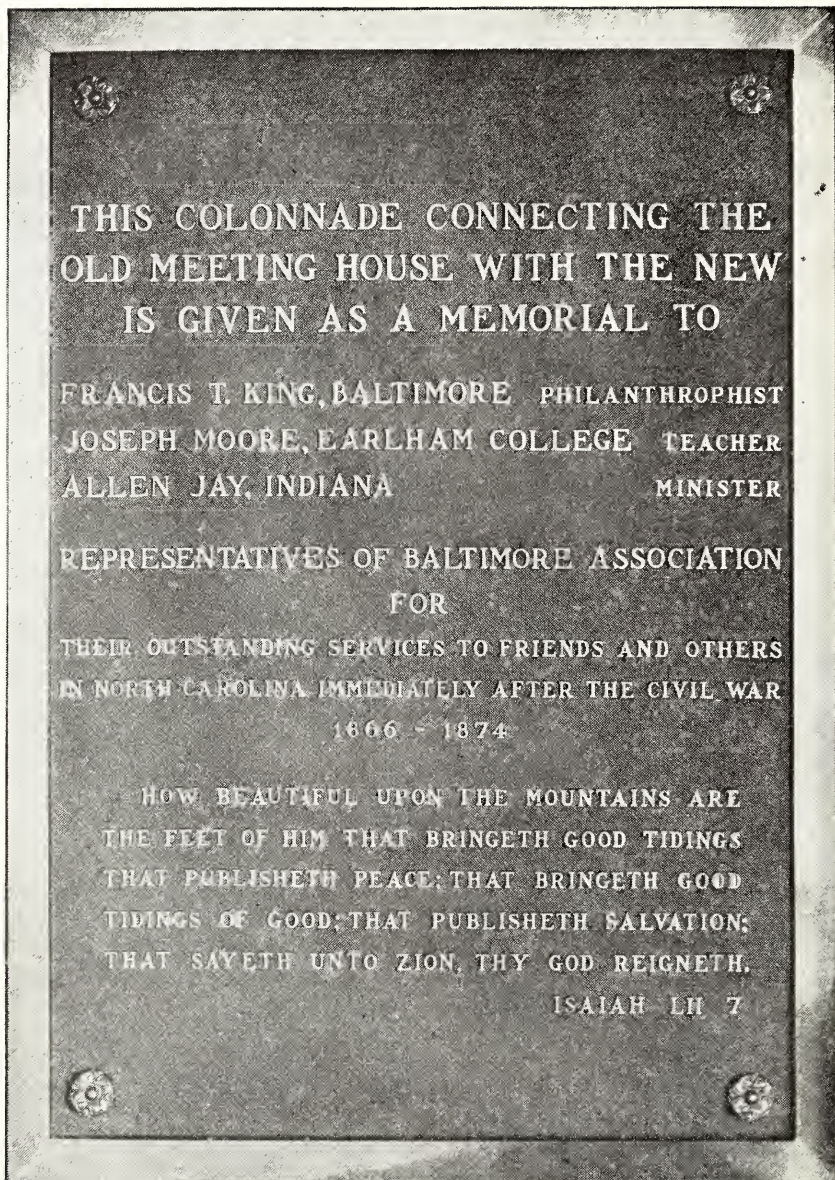 THIS COLONNADE CONNECTING THE
OLD MEETING HOUSE WITH THE NEW
IS GIVEN AS A MEMORIAL TO
FRANCIS T. KING, BALTIMORE PHILANTHROPHIST
JOSEPH MOORE, EARLHAM COLLEGE TEACHER
ALLEN JAY, INDIANA MINISTER
REPRESENTATIVES OF BALTIMORE ASSOCIATION
FOR
THEIR OUTSTANDING SERVICES TO FRIENDS AND OTHERS
IN NORTH CAROLINA IMMEDIATELY AFTER THE CIVIL WAR
1866 - 1874
HOW BEAUTIFUL UPON THE MOUNTAINS ARE
THE FEET OF HIM THAT BRINGETH GOOD TIDINGS
THAT PUBLISHETH PEACE; THAT BRINGETH GOOD
TIDINGS OF GOOD; THAT PUBLISHETH SALVATION;
THAT SAYETH UNTO ZION, THY GOD REIGNETH.
ISAIAH LII 7